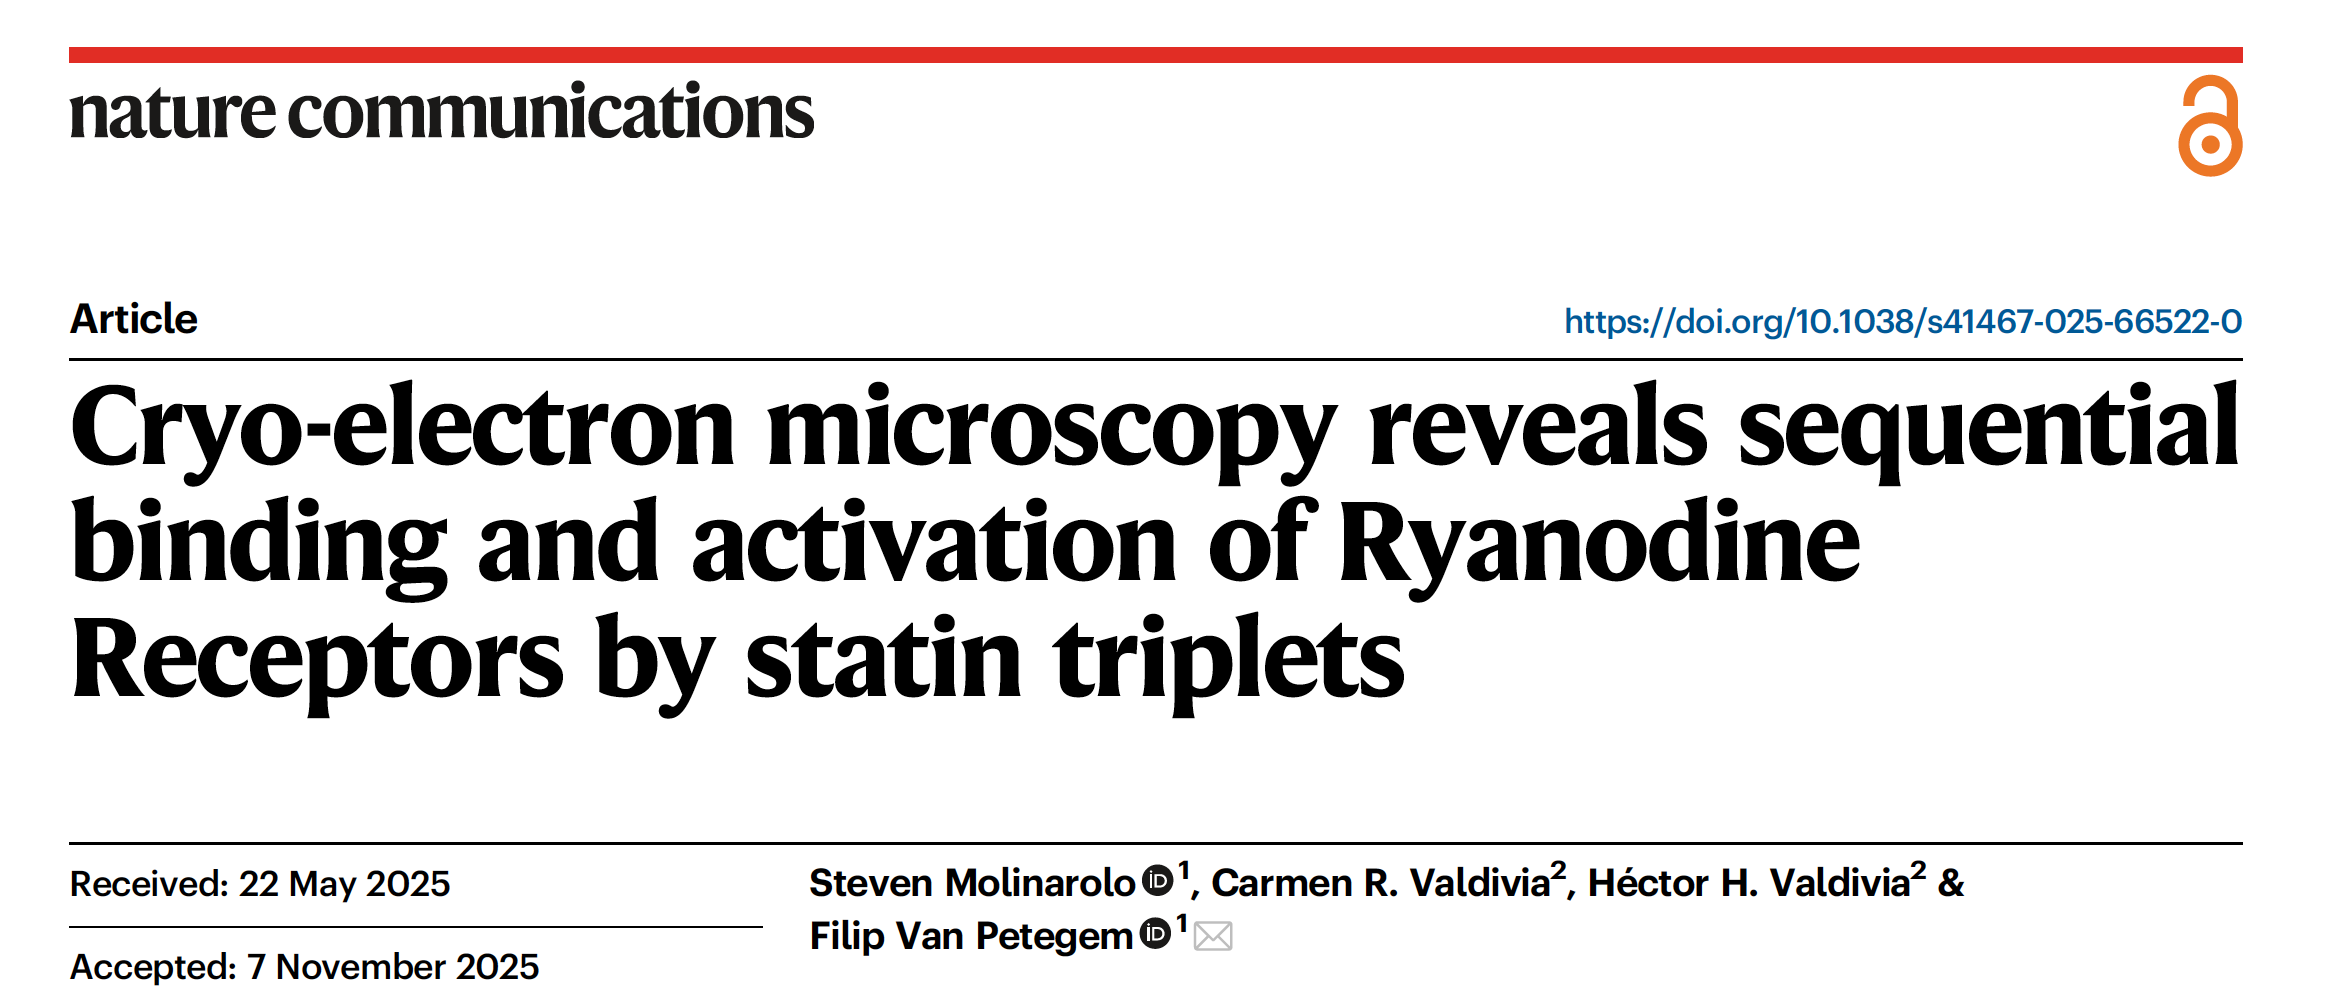 nature communications
Article
https://doi.org/10.1038/s41467-025-66522-0
Cryo-electron microscopy reveals sequential
binding and activation of Ryanodine
Receptors by statin triplets
Received: 22 May 2025
Accepted: 7 November 2025
Steven Molinarolo iD 1, Carmen R. Valdivia2, Héctor H. Valdivia2 &
Filip Van Petegem iD 1